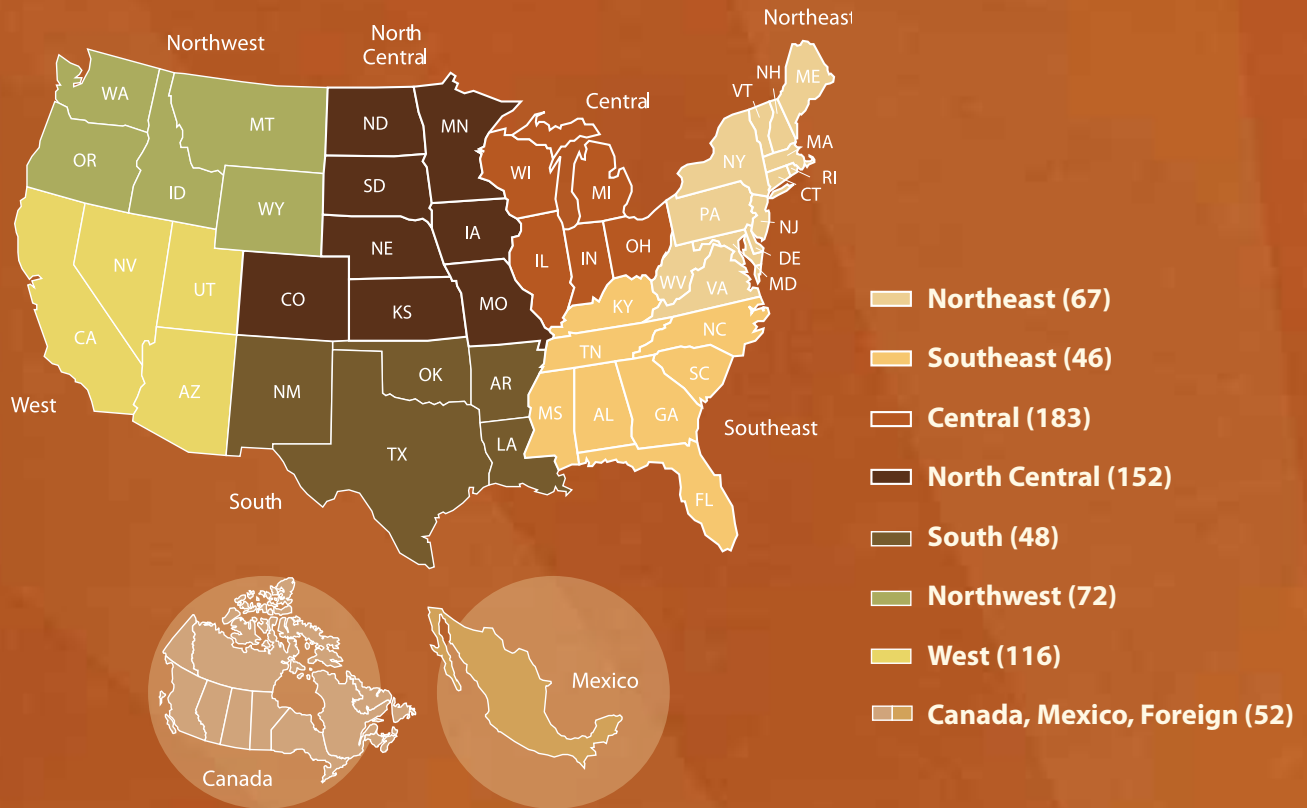 Northeast
Northwest
North
Central
Central
WA
MT
ND
MN
OR
ID
WY
SD
WI
MI
NY
VT
NH
ME
MA
RI
CT
NE
IA
PA
NJ
NV
UT
CO
KS
MO
IL
IN
OH
WV
VA
DE
MD
CA
AZ
NM
OK
AR
KY
TN
NC
SC
West
TX
LA
MS
AL
GA
Southeast
FL
South
Canada
Mexico
Northeast (67)
Southeast (46)
Central (183)
North Central (152)
South (48)
Northwest (72)
West (116)
Canada, Mexico, Foreign (52)